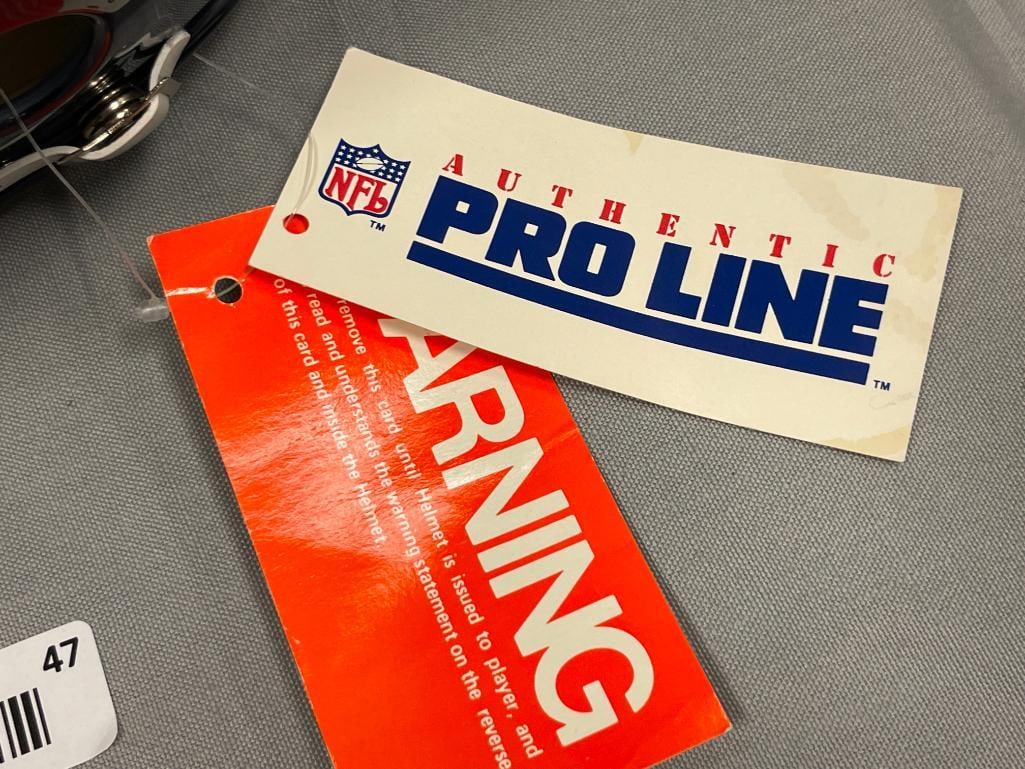 NFL
TM
AUTHENTIC
PRO LINE
TM
ARNING
remove this card until Helmet is issued to player, and
read and understands the warning statement on the reverse
of this card and inside the Helmet.
47